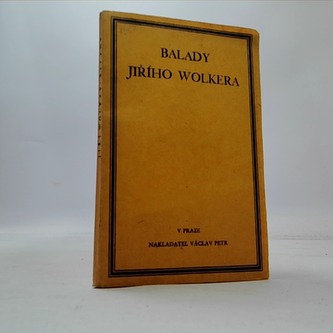 BALADY
JIŘÍHO WOLKERA
V PRAZE
NAKLADATEL VÁCLAV PETR